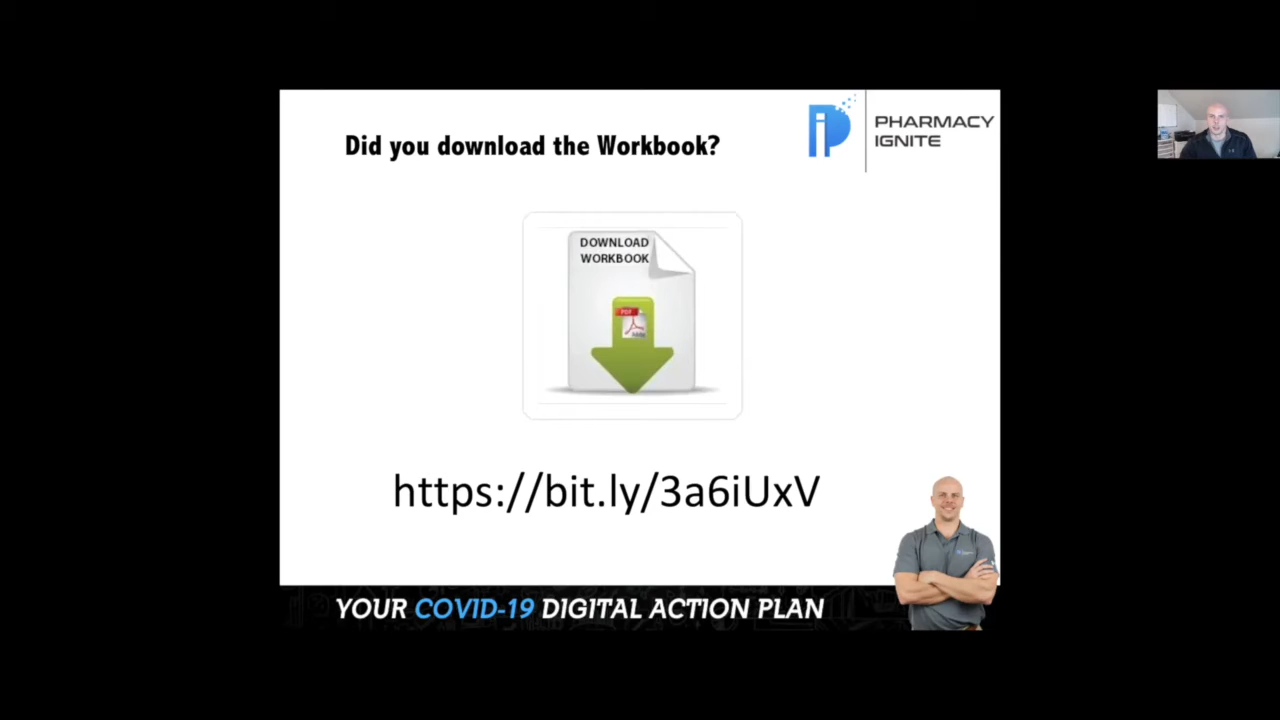 Did you download the Workbook?
PHARMACY
IGNITE
DOWNLOAD
WORKBOOK
PDF
https://bit.ly/3a6iUxV
YOUR COVID-19 DIGITAL ACTION PLAN